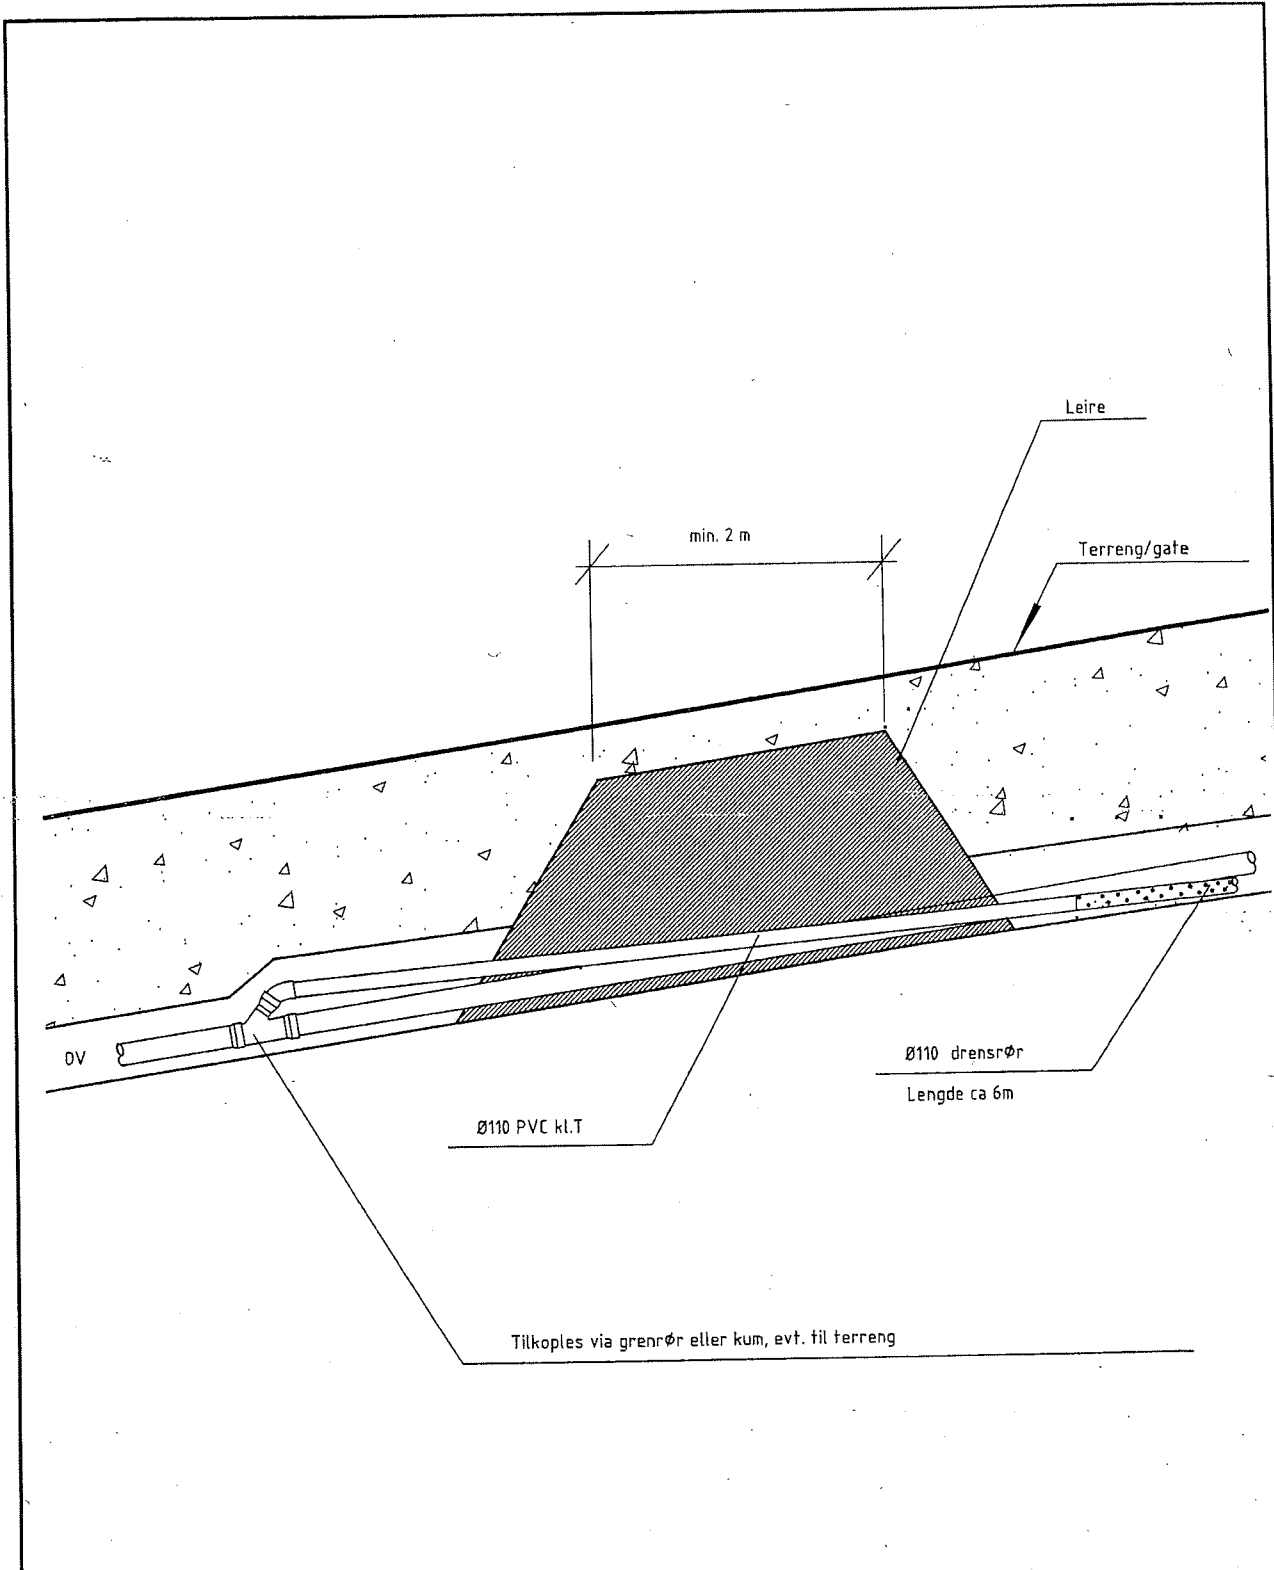 Leire
min. 2 m
Terreng/gate
OV
Ø110 drensrør
Lengde ca 6m
Ø110 PVC kl.T
Tilkoples via grenrør eller kum, evt. til terreng